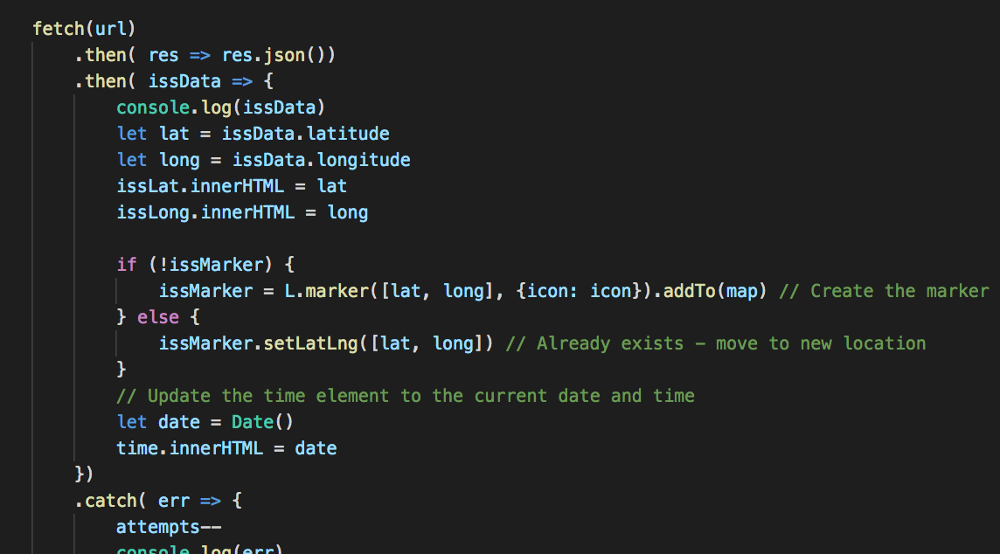 fetch(url)
    .then( res => res.json())
    .then( issData => {
        console.log(issData)
        let lat = issData.latitude
        let long = issData.longitude
        issLat.innerHTML = lat
        issLong.innerHTML = long

        if (!issMarker) {
            issMarker = L.marker([lat, long], {icon: icon}).addTo(map) // Create the marker
        } else {
            issMarker.setLatLng([lat, long]) // Already exists - move to new location
        }
        // Update the time element to the current date and time
        let date = Date()
        time.innerHTML = date
    })
    .catch( err => {
        attempts--
        console.log(err)